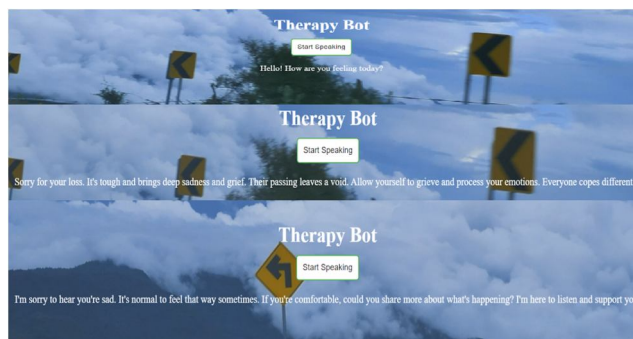 Therapy Bot
Start Speaking
Hello! How are you feeling today?
Therapy Bot
Start Speaking
Sorry for your loss. It's tough and brings deep sadness and grief. Their passing leaves a void. Allow yourself to grieve and process your emotions. Everyone copes different
Therapy Bot
Start Speaking
I'm sorry to hear you're sad. It's normal to feel that way sometimes. If you're comfortable, could you share more about what's happening? I'm here to listen and support yo